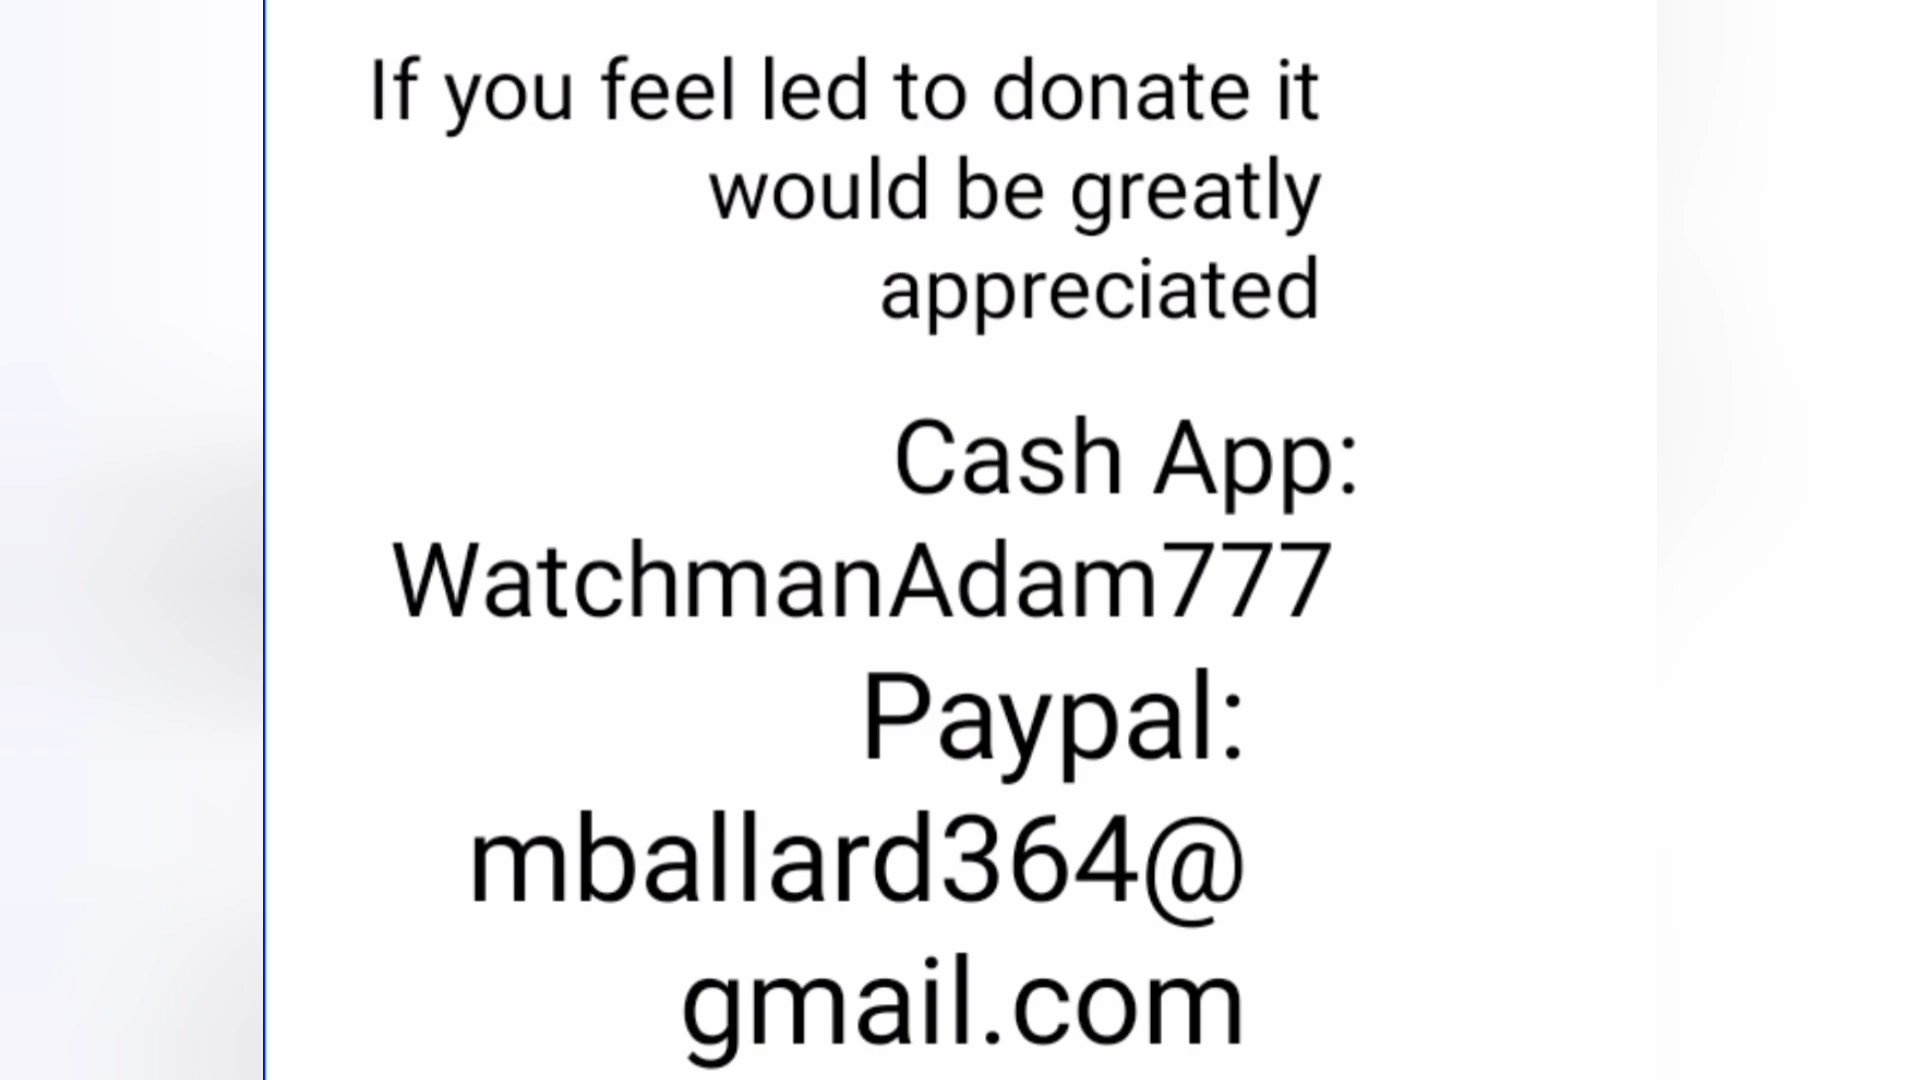 If you feel led to donate it
would be greatly
appreciated
Cash App:
WatchmanAdam777
Paypal:
mballard364@
gmail.com